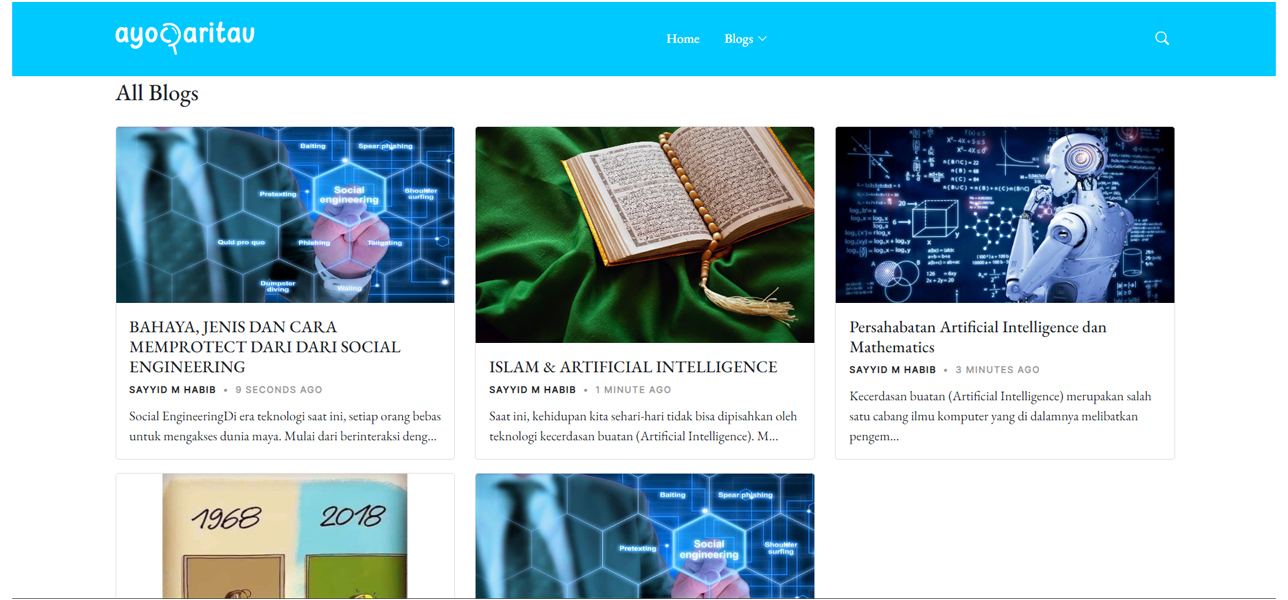 ayoQaritau
Home
Blogs
All Blogs
Baiting
Spear phishing
Pretexting
Social
engineering
Shoulder
surfing
Quid pro quo
Phishing
Tailgating
Dumpster
diving
Waling
BAHAYA, JENIS DAN CARA
MEMPROTECT DARI DARI SOCIAL
ENGINEERING
SAYYID M HABIB • 9 SECONDS AGO
Social EngineeringDi era teknologi saat ini, setiap orang bebas
untuk mengakses dunia maya. Mulai dari berinteraksi deng...
ISLAM & ARTIFICIAL INTELLIGENCE
SAYYID M HABIB • 1 MINUTE AGO
Saat ini, kehidupan kita sehari-hari tidak bisa dipisahkan oleh
teknologi kecerdasan buatan (Artificial Intelligence). M...
Persahabatan Artificial Intelligence dan
Mathematics
SAYYID M HABIB • 3 MINUTES AGO
Kecerdasan buatan (Artificial Intelligence) merupakan salah
satu cabang ilmu komputer yang di dalamnya melibatkan
pengem...
1968
2018
Baiting
Spear phishing
Pretexting
Social
engineering
Shoulder
surfing